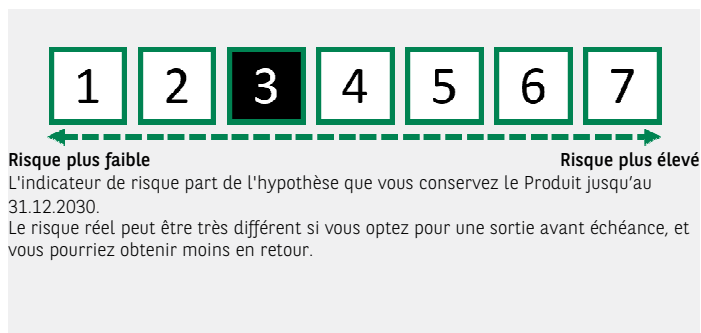 1 2 3 4 5 6 7
Risque plus faible Risque plus élevé
L'indicateur de risque part de l'hypothèse que vous conservez le Produit jusqu’au
31.12.2030.
Le risque réel peut être très différent si vous optez pour une sortie avant échéance, et
vous pourriez obtenir moins en retour.